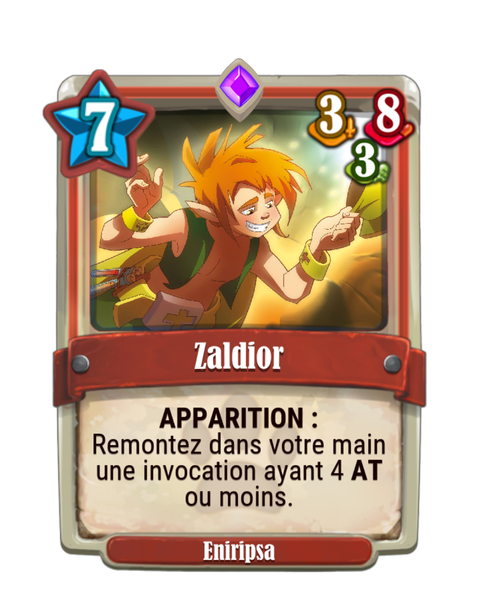 7
3 8
3
Zaldior
APPARITION :
Remontez dans votre main
une invocation ayant 4 AT
ou moins.
Eniripsa